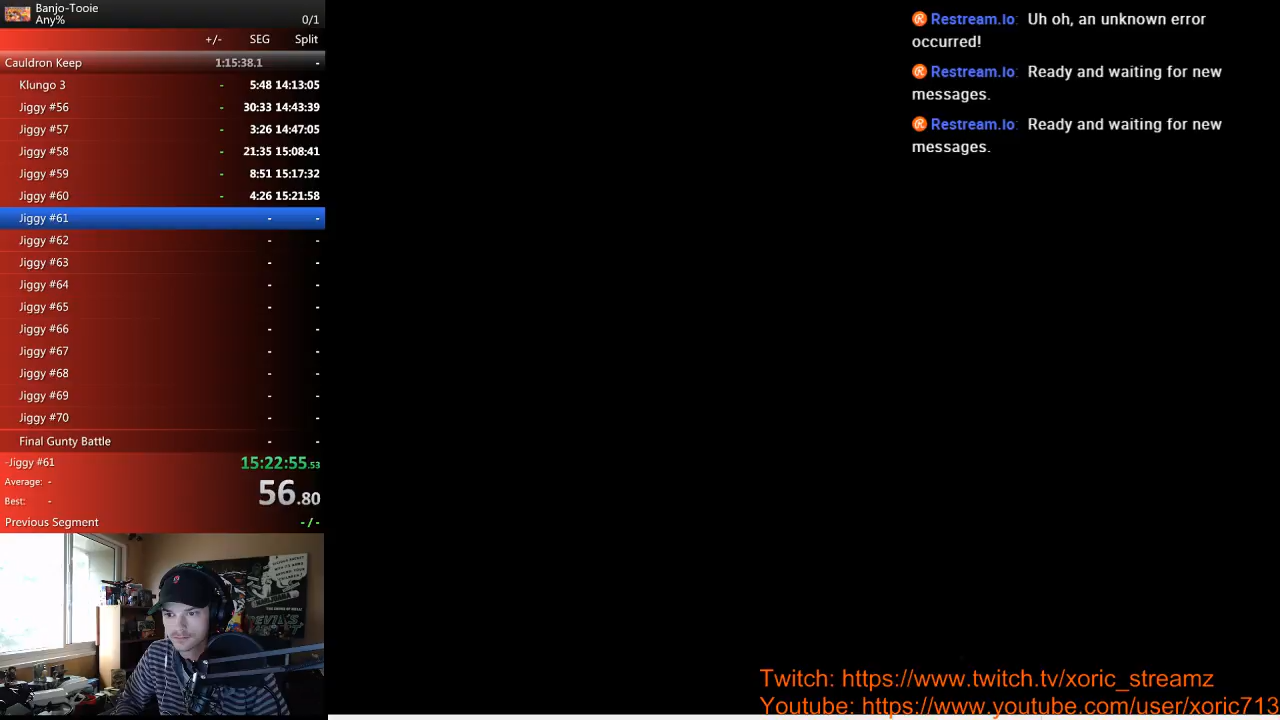 Banjo-Tooie
Any% 0/1
+/- SEG Split
Cauldron Keep 1:15:38.1 -
Klungo 3 - 5:48 14:13:05
Jiggy #56 - 30:33 14:43:39
Jiggy #57 - 3:26 14:47:05
Jiggy #58 - 21:35 15:08:41
Jiggy #59 - 8:51 15:17:32
Jiggy #60 - 4:26 15:21:58
Jiggy #61 - -
Jiggy #62 - -
Jiggy #63 - -
Jiggy #64 - -
Jiggy #65 - -
Jiggy #66 - -
Jiggy #67 - -
Jiggy #68 - -
Jiggy #69 - -
Jiggy #70 - -
Final Gunty Battle - -
-Jiggy #61 15:22:55.53
Average: -
Best: -
56.80
Previous Segment - / -
Restream.io: Uh oh, an unknown error
occurred!
Restream.io: Ready and waiting for new
messages.
Restream.io: Ready and waiting for new
messages.
Twitch: https://www.twitch.tv/xoric_streamz
Youtube: https://www.youtube.com/user/xoric713